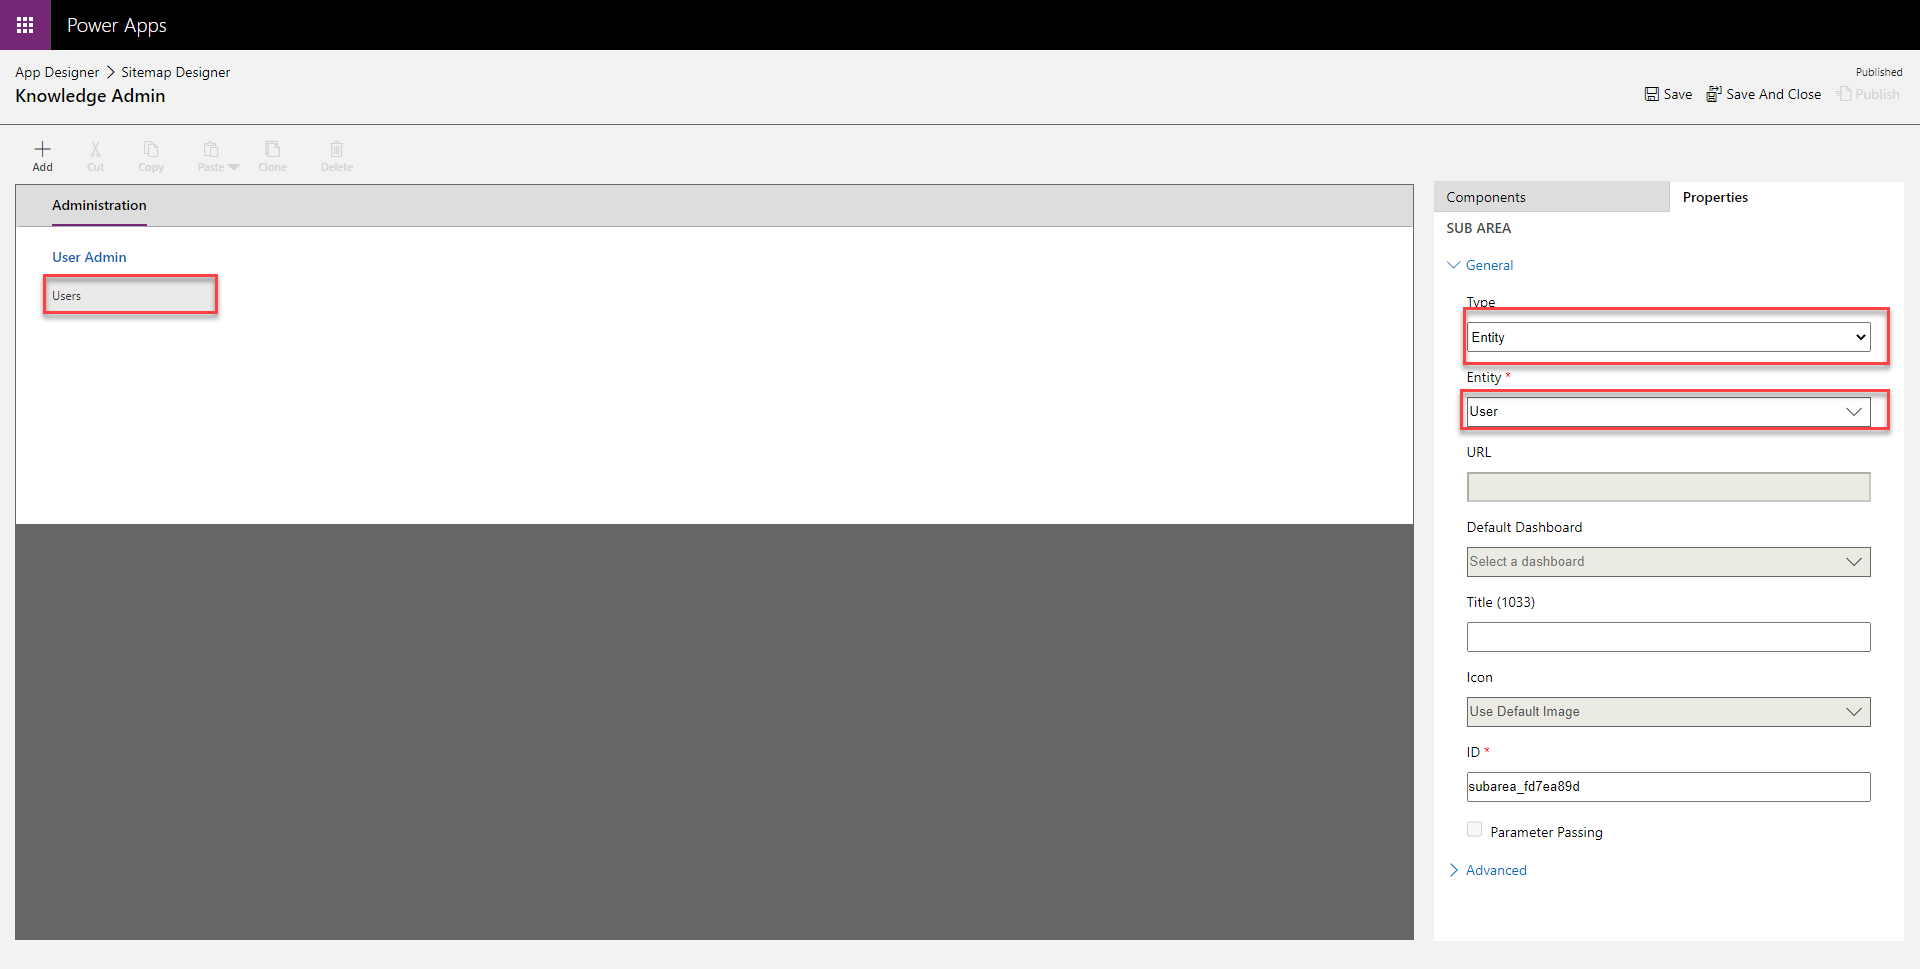 Power Apps
App Designer > Sitemap Designer
Knowledge Admin
Published
Save
Save And Close
Publish
Add
Cut
Copy
Paste
Clone
Delete
Administration
User Admin
Users
Components
Properties
SUB AREA
General
Type
Entity
Entity *
User
URL
Default Dashboard
Select a dashboard
Title (1033)
Icon
Use Default Image
ID *
subarea_fd7ea89d
Parameter Passing
Advanced